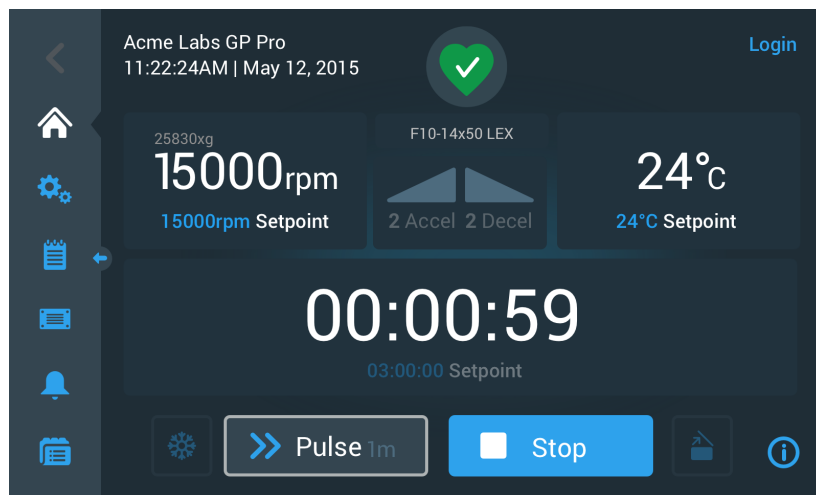 Acme Labs GP Pro
11:22:24AM | May 12, 2015
Login
25830xg
15000rpm
15000rpm Setpoint
F10-14x50 LEX
2 Accel 2 Decel
24°C
24°C Setpoint
00:00:59
03:00:00 Setpoint
Pulse 1m
Stop